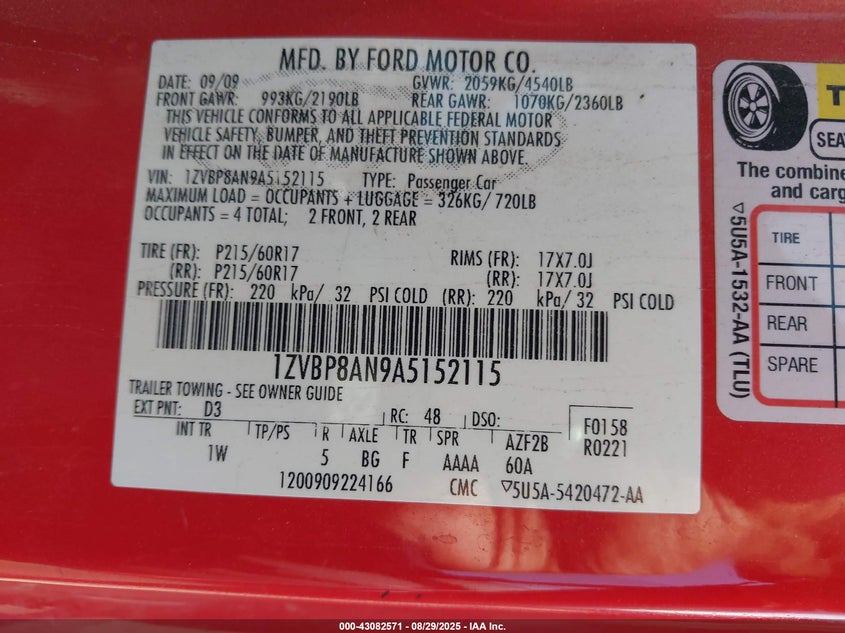 MFD. BY FORD MOTOR CO.
DATE: 09/09 GVWR: 2059KG/4540LB
FRONT GAWR: 993KG/2190LB REAR GAWR: 1070KG/2360LB
THIS VEHICLE CONFORMS TO ALL APPLICABLE FEDERAL MOTOR
VEHICLE SAFETY, BUMPER, AND THEFT PREVENTION STANDARDS
IN EFFECT ON THE DATE OF MANUFACTURE SHOWN ABOVE.
VIN: 1ZVBP8AN9A5152115 TYPE: Passenger Car
MAXIMUM LOAD = OCCUPANTS + LUGGAGE = 326KG/ 720LB
OCCUPANTS = 4 TOTAL; 2 FRONT, 2 REAR
TIRE (FR): P215/60R17 RIMS (FR): 17X7.0J
(RR): P215/60R17 (RR): 17X7.0J
PRESSURE (FR): 220 kPa/ 32 PSI COLD (RR): 220 kPa/ 32 PSI COLD
1ZVBP8AN9A5152115
TRAILER TOWING - SEE OWNER GUIDE
EXT PNT: D3 RC: 48 DSO: F0158
R0221
INT TR TP/PS R AXLE TR SPR AZF2B
1W 5 BG F AAAA 60A
1200909224166 CMC ▽5U5A-5420472-AA
T
SEAT
The combine
and carg
TIRE
FRONT
REAR
SPARE
▽5U5A-1532-AA (TLU)
000-43082571 - 08/29/2025 - IAA Inc.